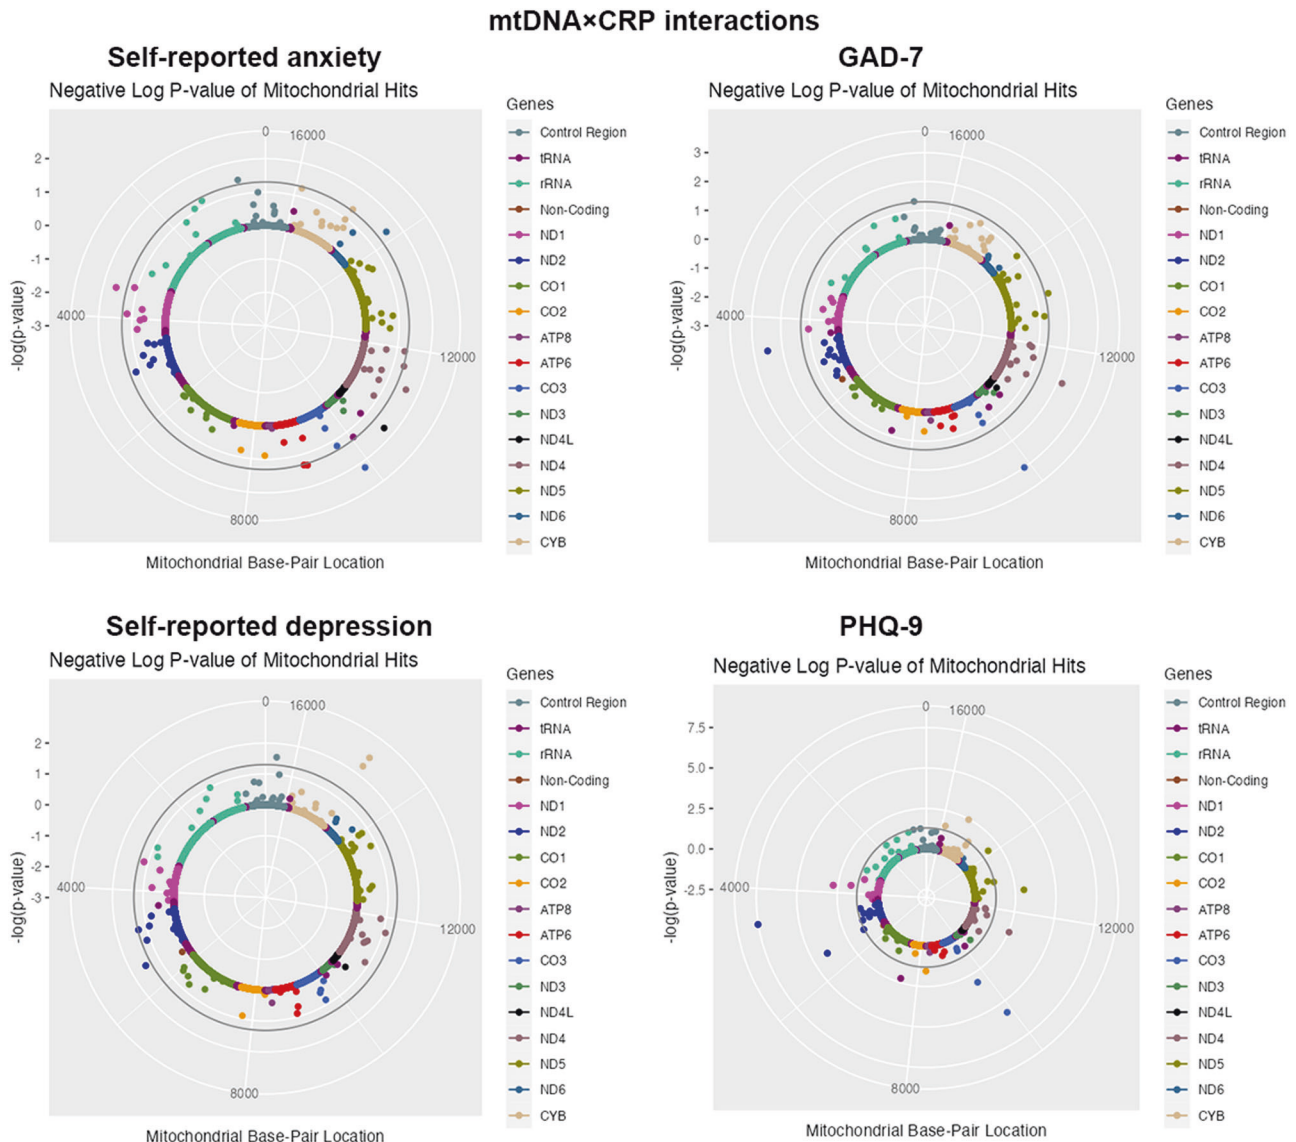 mtDNA×CRP interactions
Self-reported anxiety
Negative Log P-value of Mitochondrial Hits
-log(p-value)
2
1
0
-1
-2
-3
0
16000
4000
12000
8000
Mitochondrial Base-Pair Location
Genes
Control Region
tRNA
rRNA
Non-Coding
ND1
ND2
CO1
CO2
ATP8
ATP6
CO3
ND3
ND4L
ND4
ND5
ND6
CYB
GAD-7
Negative Log P-value of Mitochondrial Hits
-log(p-value)
3
2
1
0
-1
-2
-3
0
16000
4000
12000
8000
Mitochondrial Base-Pair Location
Genes
Control Region
tRNA
rRNA
Non-Coding
ND1
ND2
CO1
CO2
ATP8
ATP6
CO3
ND3
ND4L
ND4
ND5
ND6
CYB
Self-reported depression
Negative Log P-value of Mitochondrial Hits
-log(p-value)
2
1
0
-1
-2
-3
0
16000
4000
12000
8000
Mitochondrial Base-Pair Location
Genes
Control Region
tRNA
rRNA
Non-Coding
ND1
ND2
CO1
CO2
ATP8
ATP6
CO3
ND3
ND4L
ND4
ND5
ND6
CYB
PHQ-9
Negative Log P-value of Mitochondrial Hits
-log(p-value)
7.5
5.0
2.5
0.0
-2.5
0
16000
4000
12000
8000
Mitochondrial Base-Pair Location
Genes
Control Region
tRNA
rRNA
Non-Coding
ND1
ND2
CO1
CO2
ATP8
ATP6
CO3
ND3
ND4L
ND4
ND5
ND6
CYB